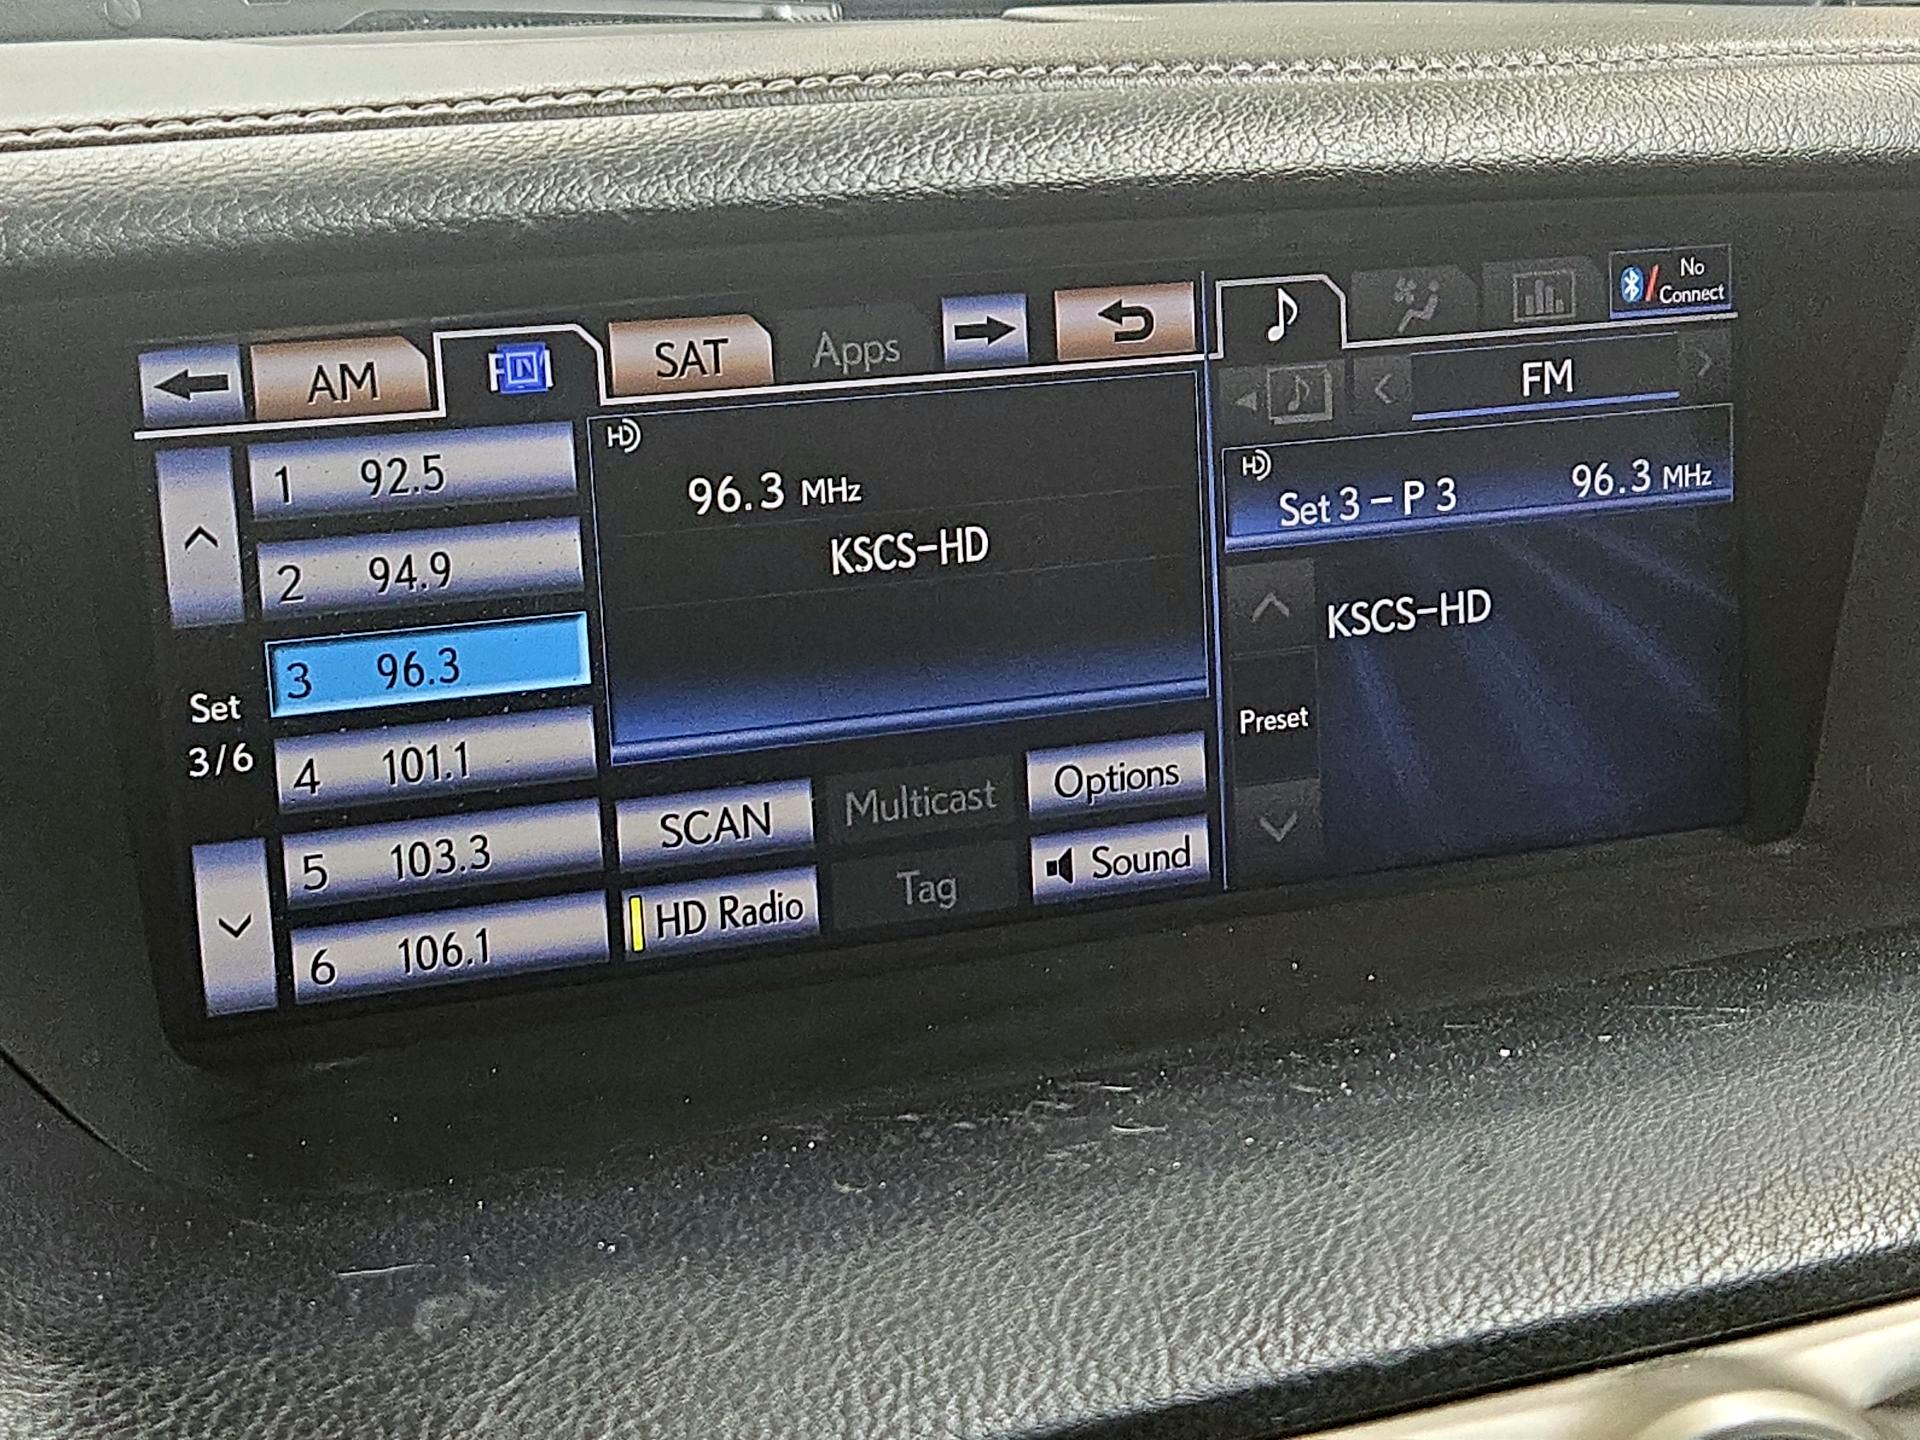 AM
SAT
Apps
No
Connect
FM
1 92.5
2 94.9
3 96.3
4 101.1
5 103.3
6 106.1
Set
3/6
HD
96.3 MHz
KSCS-HD
SCAN
Multicast
Options
HD Radio
Tag
Sound
HD
Set 3 - P 3 96.3 MHz
KSCS-HD
Preset